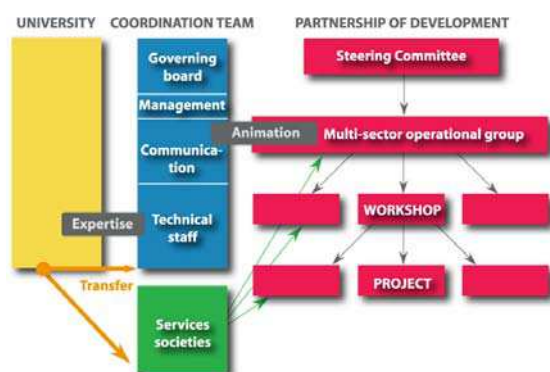 UNIVERSITY
COORDINATION TEAM
PARTNERSHIP OF DEVELOPMENT
Governing
board
Management
Communica-
tion
Technical
staff
Services
societies
Expertise
Transfer
Animation
Steering Committee
Multi-sector operational group
WORKSHOP
PROJECT